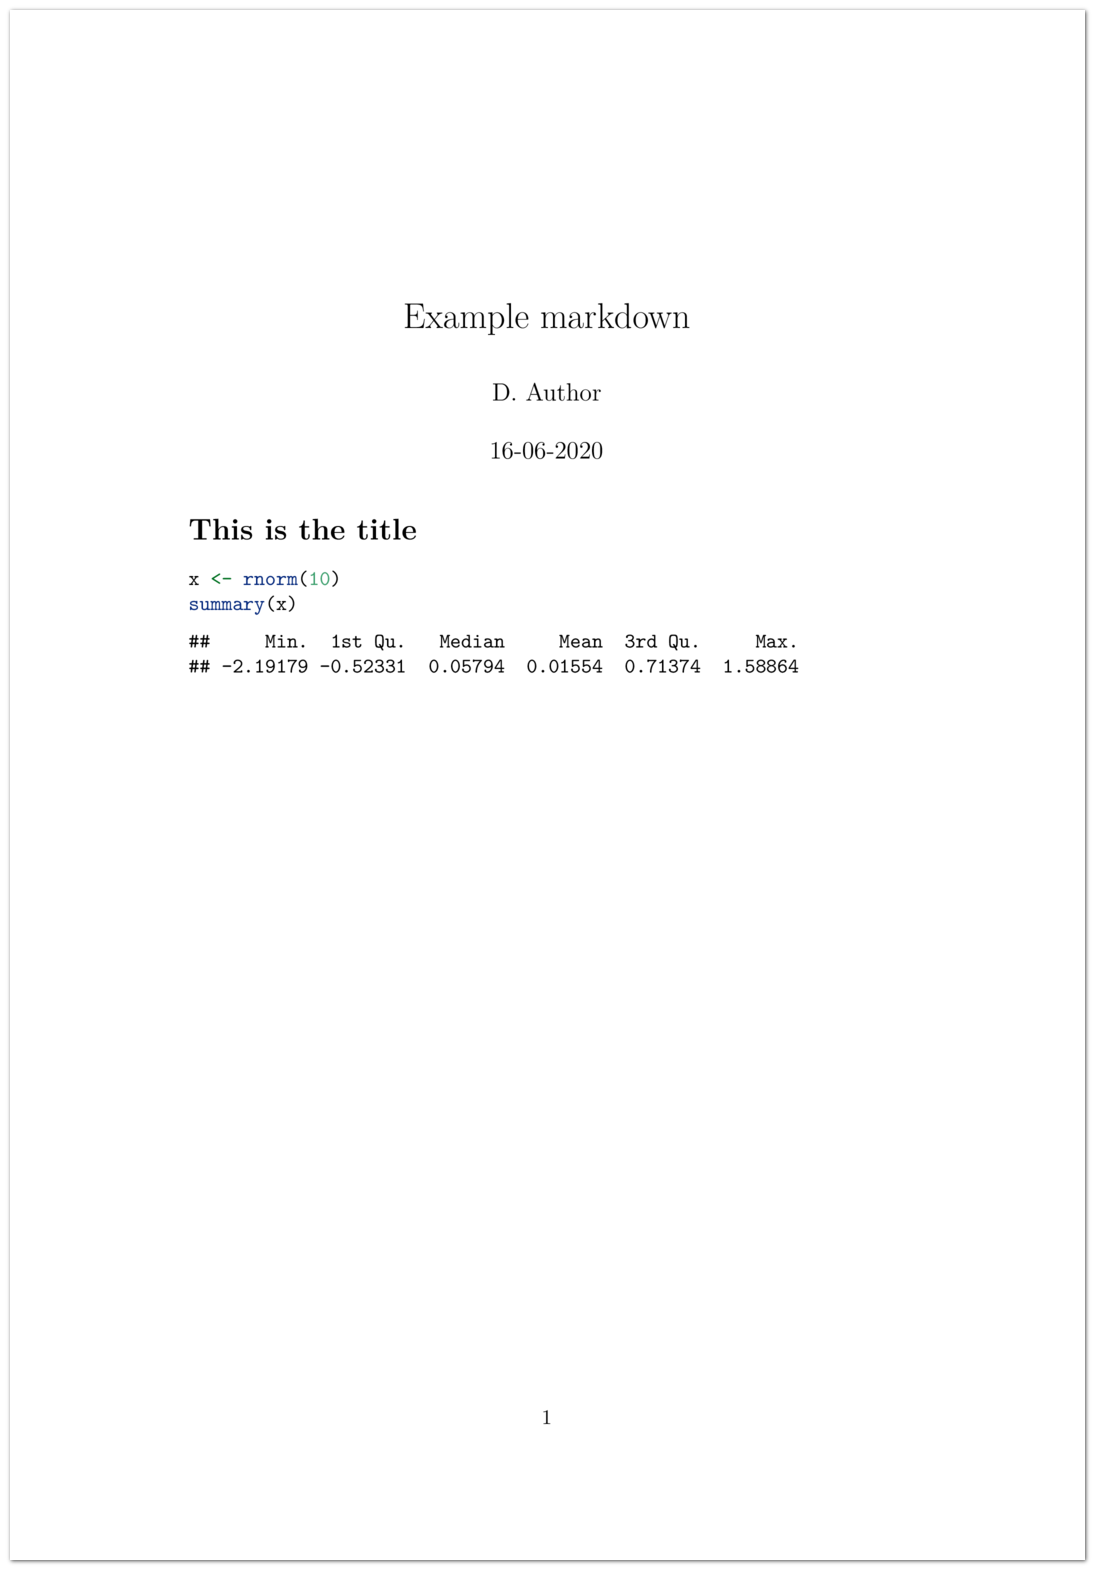 Example markdown
D. Author
16-06-2020
This is the title
x <- rnorm(10)
summary(x)
##     Min.  1st Qu.   Median     Mean  3rd Qu.     Max.
## -2.19179 -0.52331  0.05794  0.01554  0.71374  1.58864
1